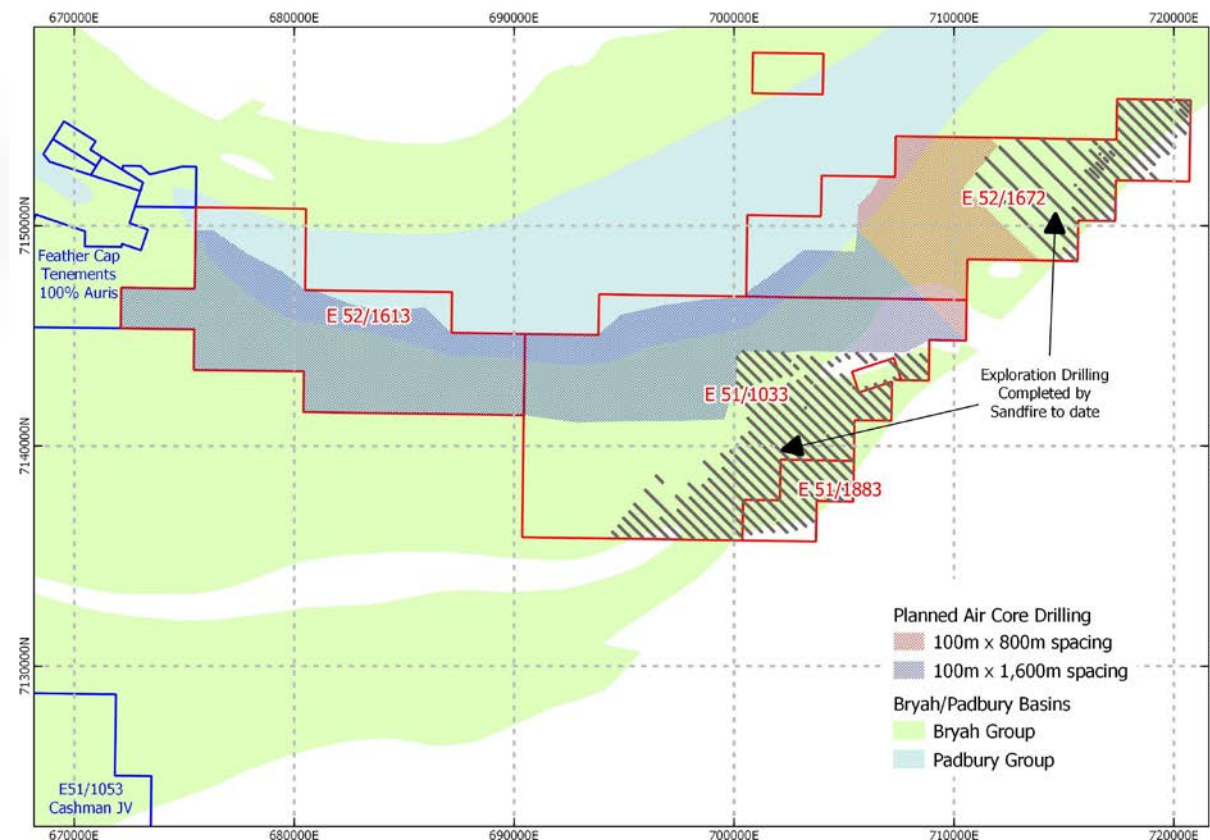 670000E
680000E
690000E
700000E
710000E
720000E
7150000N
7140000N
7130000N
Feather Cap
Tenements
100% Auris
E 52/1613
E 52/1672
E 51/1033
E 51/1883
Exploration Drilling
Completed by
Sandfire to date
E51/1053
Cashman JV
Planned Air Core Drilling
100m x 800m spacing
100m x 1,600m spacing
Bryah/Padbury Basins
Bryah Group
Padbury Group
670000E
680000E
690000E
700000E
710000E
720000E